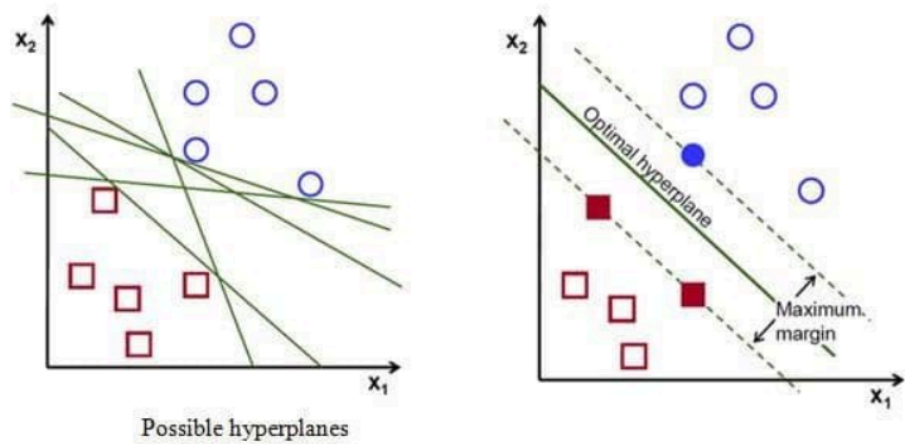 X₂
X₁
Possible hyperplanes
X₂
Optimal hyperplane
Maximum
margin
X₁